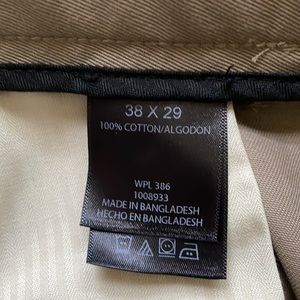 38 X 29
100% COTTON/ALGODON
WPL 386
1008933
MADE IN BANGLADESH
HECHO EN BANGLADESH